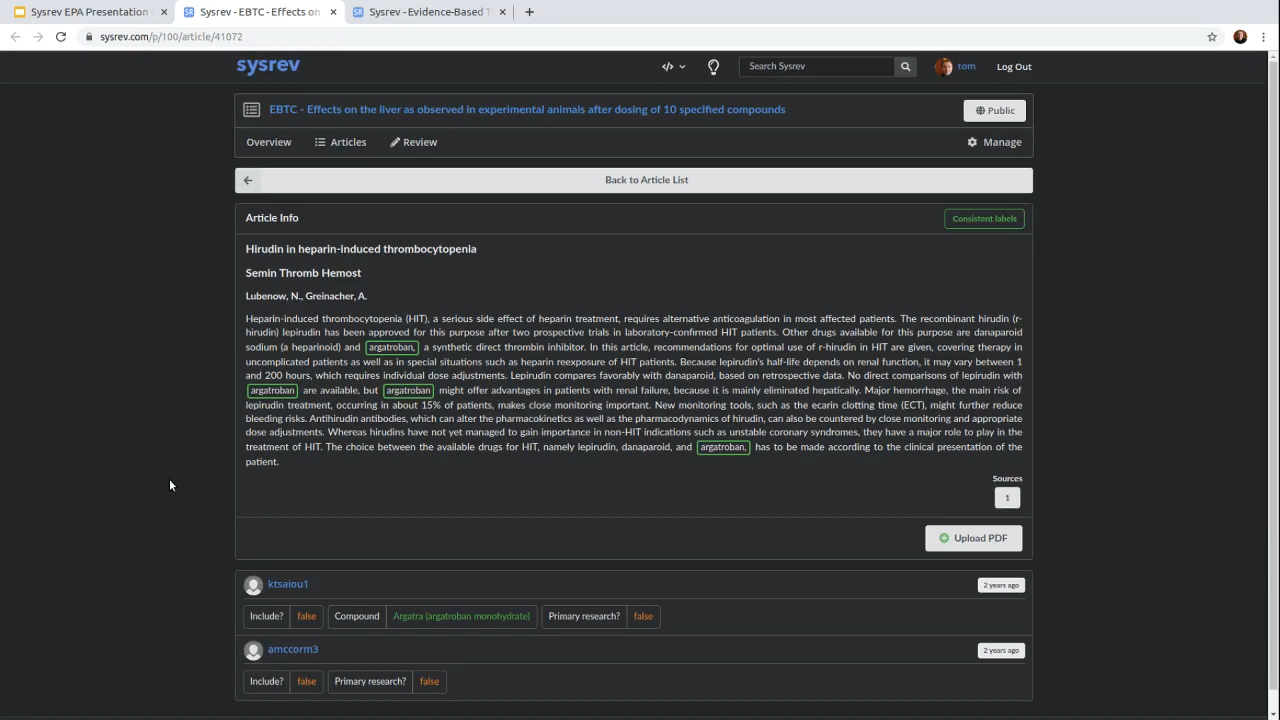 Sysrev EPA Presentation
Sysrev - EBTC - Effects on
Sysrev - Evidence-Based T
sysrev.com/p/100/article/41072
sysrev
</>
Search Sysrev
tom
Log Out
EBTC - Effects on the liver as observed in experimental animals after dosing of 10 specified compounds
Public
Overview
Articles
Review
Manage
Back to Article List
Article Info
Consistent labels
Hirudin in heparin-induced thrombocytopenia
Semin Thromb Hemost
Lubenow, N., Greinacher, A.
Heparin-induced thrombocytopenia (HIT), a serious side effect of heparin treatment, requires alternative anticoagulation in most affected patients. The recombinant hirudin (r-
hirudin) lepirudin has been approved for this purpose after two prospective trials in laboratory-confirmed HIT patients. Other drugs available for this purpose are danaparoid
sodium (a heparinoid) and argatroban, a synthetic direct thrombin inhibitor. In this article, recommendations for optimal use of r-hirudin in HIT are given, covering therapy in
uncomplicated patients as well as in special situations such as heparin reexposure of HIT patients. Because lepirudin's half-life depends on renal function, it may vary between 1
and 200 hours, which requires individual dose adjustments. Lepirudin compares favorably with danaparoid, based on retrospective data. No direct comparisons of lepirudin with
argatroban are available, but argatroban might offer advantages in patients with renal failure, because it is mainly eliminated hepatically. Major hemorrhage, the main risk of
lepirudin treatment, occurring in about 15% of patients, makes close monitoring important. New monitoring tools, such as the ecarin clotting time (ECT), might further reduce
bleeding risks. Antihirudin antibodies, which can alter the pharmacokinetics as well as the pharmacodynamics of hirudin, can also be countered by close monitoring and appropriate
dose adjustments. Whereas hirudins have not yet managed to gain importance in non-HIT indications such as unstable coronary syndromes, they have a major role to play in the
treatment of HIT. The choice between the available drugs for HIT, namely lepirudin, danaparoid, and argatroban, has to be made according to the clinical presentation of the
patient.
Sources
1
Upload PDF
ktsaiou1
2 years ago
Include? false Compound Argatra (argatroban monohydrate) Primary research? false
amccorm3
2 years ago
Include? false Primary research? false